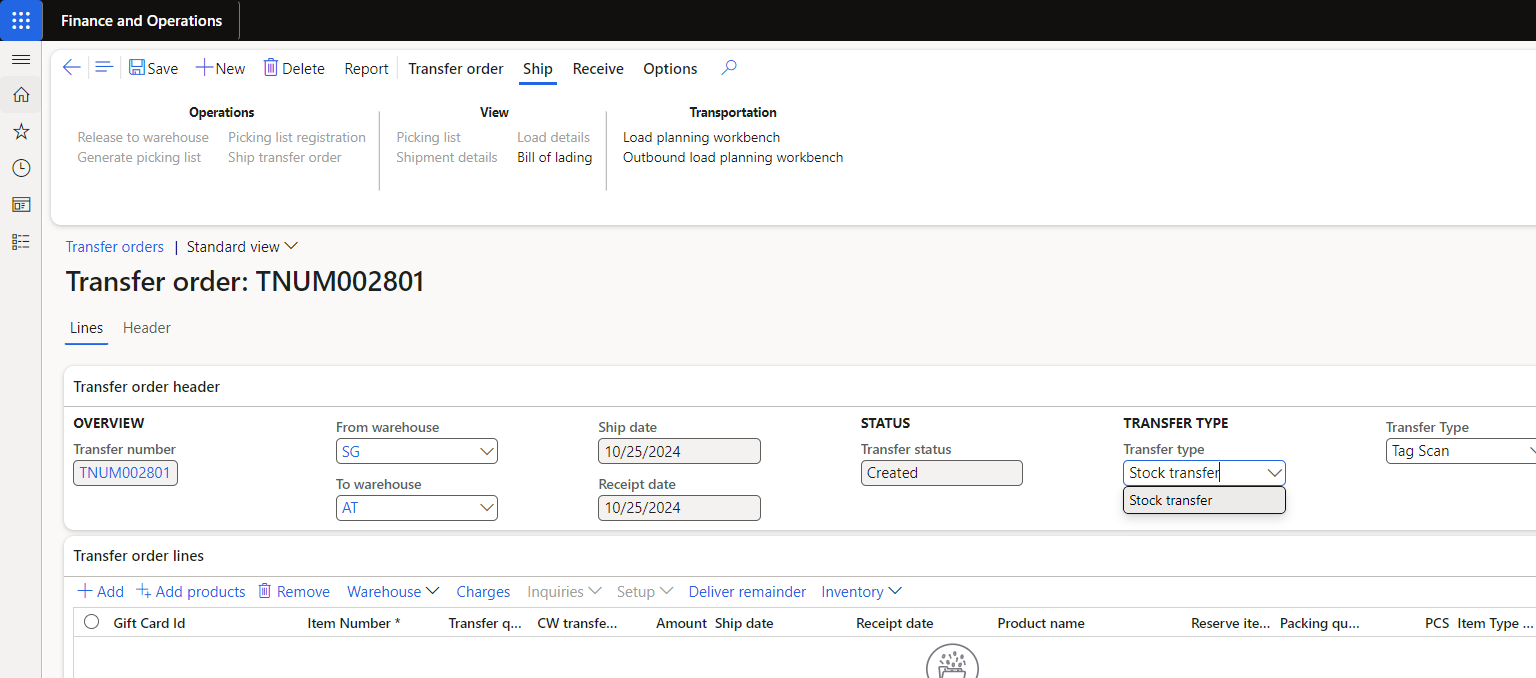 Finance and Operations
Save New Delete Report Transfer order Ship Receive Options
Operations
Release to warehouse Picking list registration
Generate picking list Ship transfer order
View
Picking list Load details
Shipment details Bill of lading
Transportation
Load planning workbench
Outbound load planning workbench
Transfer orders | Standard view
Transfer order: TNUM002801
Lines Header
Transfer order header
OVERVIEW
Transfer number
TNUM002801
From warehouse
SG
To warehouse
AT
Ship date
10/25/2024
Receipt date
10/25/2024
STATUS
Transfer status
Created
TRANSFER TYPE
Transfer type
Stock transfer
Stock transfer
Transfer Type
Tag Scan
Transfer order lines
Add Add products Remove Warehouse Charges Inquiries Setup Deliver remainder Inventory
Gift Card Id Item Number * Transfer q... CW transfe... Amount Ship date Receipt date Product name Reserve ite... Packing qu... PCS Item Type ...